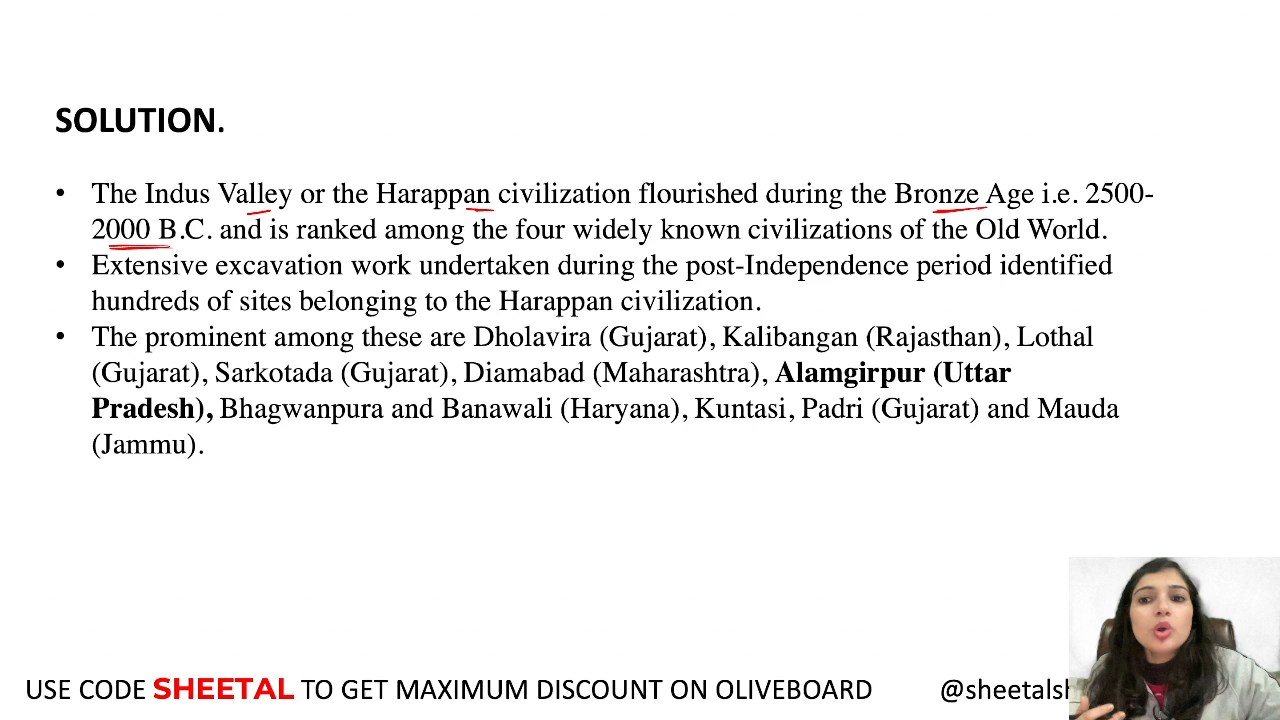 SOLUTION.
• The Indus Valley or the Harappan civilization flourished during the Bronze Age i.e. 2500-
2000 B.C. and is ranked among the four widely known civilizations of the Old World.
• Extensive excavation work undertaken during the post-Independence period identified
hundreds of sites belonging to the Harappan civilization.
• The prominent among these are Dholavira (Gujarat), Kalibangan (Rajasthan), Lothal
(Gujarat), Sarkotada (Gujarat), Diamabad (Maharashtra), Alamgirpur (Uttar
Pradesh), Bhagwanpura and Banawali (Haryana), Kuntasi, Padri (Gujarat) and Mauda
(Jammu).
USE CODE SHEETAL TO GET MAXIMUM DISCOUNT ON OLIVEBOARD